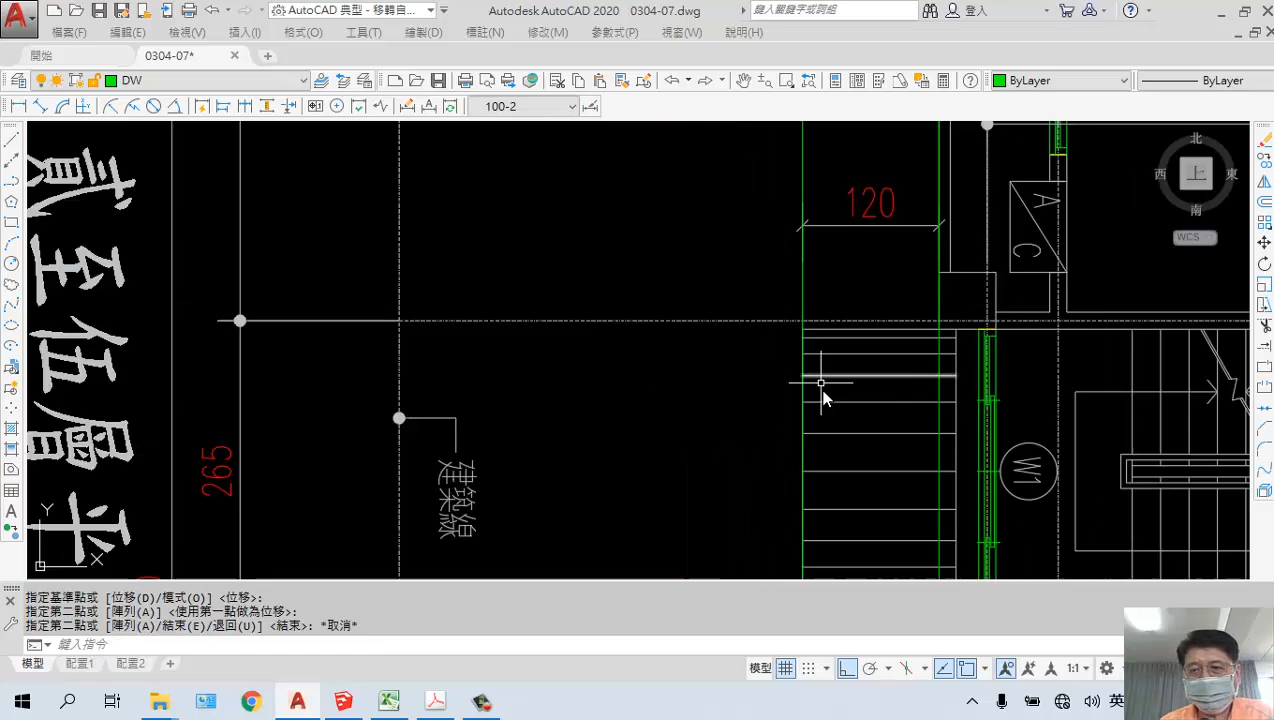 AutoCAD 典型 - 移轉自... Autodesk AutoCAD 2020 0304-07.dwg 鍵入關鍵字或詞組 登入
檔案(F) 編輯(E) 檢視(V) 插入(I) 格式(O) 工具(T) 繪製(D) 標註(N) 修改(M) 參數式(P) 視窗(W) 說明(H)
開始 0304-07*
DW ByLayer ByLayer
100-2
貳至伍層平
120
265
建築線
A C
W1
北
西 上 東
南
WCS
Y
X
指定基準點或 [位移(D)/模式(O)] <位移>:
指定第二點或 [陣列(A)] <使用第一點做為位移>:
指定第二點或 [陣列(A)/結束(E)/退回(U)] <結束>: *取消*
鍵入指令
模型 配置1 配置2 模型 1:1
英